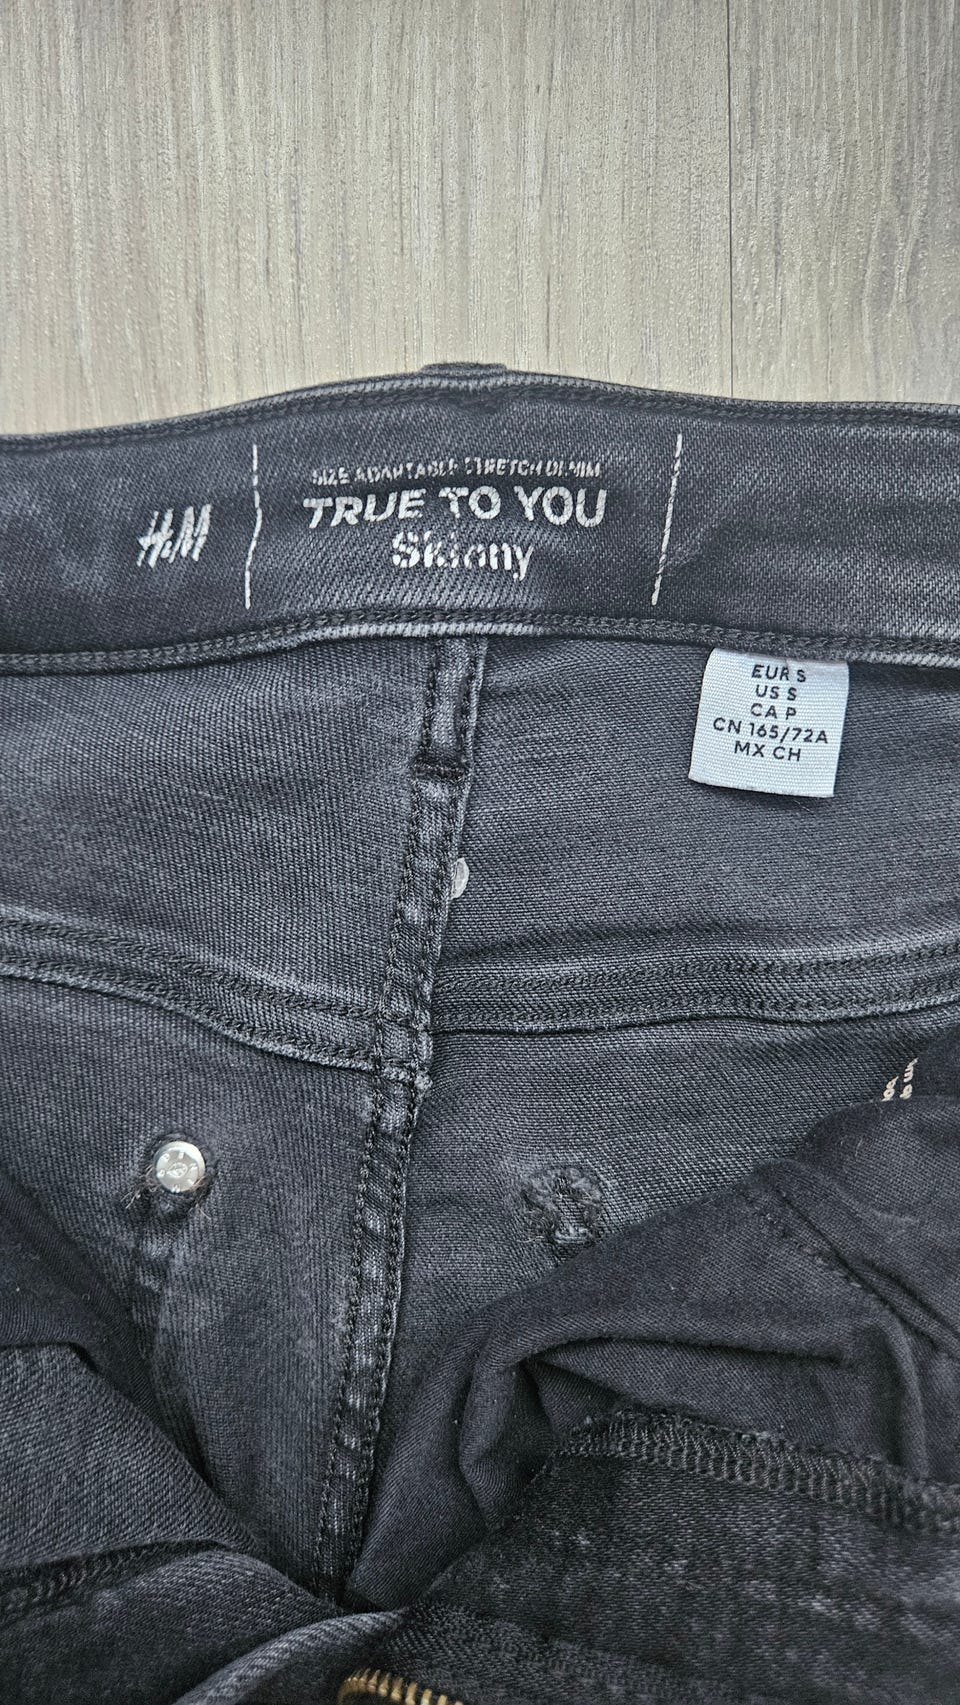 H&M
SIZE ADAPTABLE STRETCH DENIM
TRUE TO YOU
Skinny
EUR S
US S
CA P
CN 165/72A
MX CH